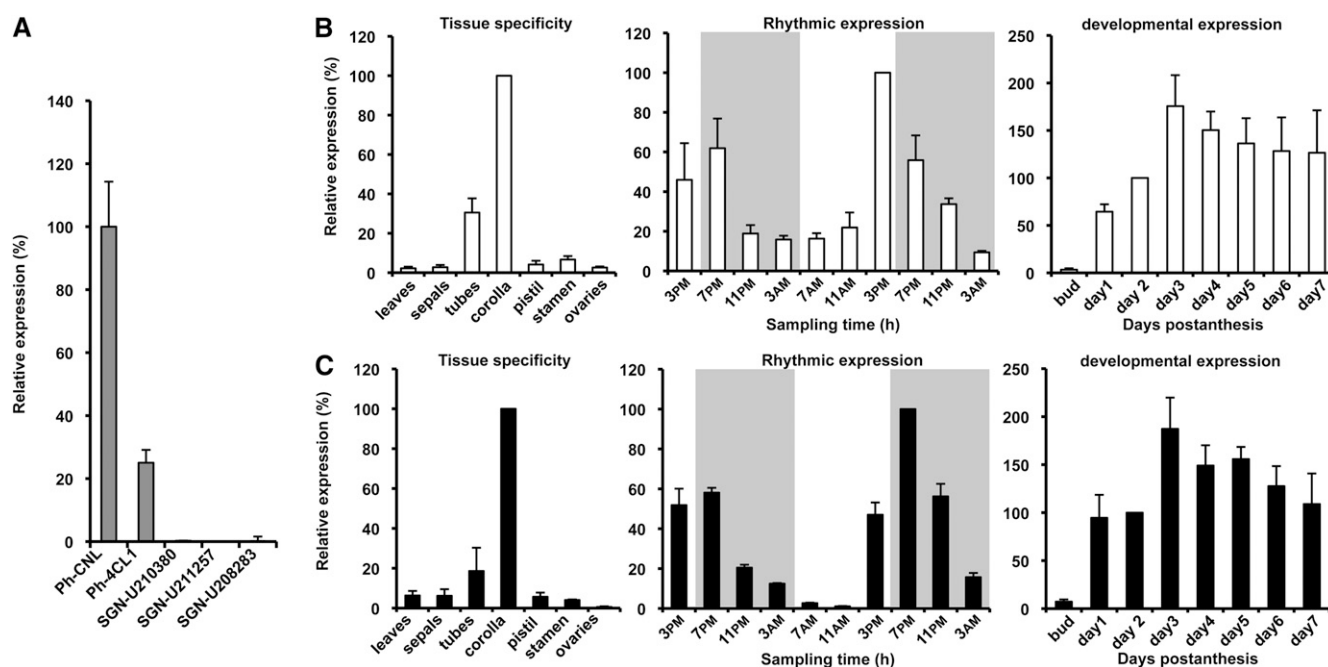 A
Relative expression (%)
140
120
100
80
60
40
20
0
Ph-CNL
Ph-4CL1
SGN-U210380
SGN-U211257
SGN-U208283
B
Tissue specificity
Relative expression (%)
120
100
80
60
40
20
0
leaves
sepals
tubes
corolla
pistil
stamen
ovaries
Rhythmic expression
120
100
80
60
40
20
0
3PM
7PM
11PM
3AM
7AM
11AM
3PM
7PM
11PM
3AM
Sampling time (h)
developmental expression
250
200
150
100
50
0
bud
day1
day 2
day3
day4
day5
day6
day7
Days postanthesis
C
Tissue specificity
Relative expression (%)
120
100
80
60
40
20
0
leaves
sepals
tubes
corolla
pistil
stamen
ovaries
Rhythmic expression
120
100
80
60
40
20
0
3PM
7PM
11PM
3AM
7AM
11AM
3PM
7PM
11PM
3AM
Sampling time (h)
developmental expression
250
200
150
100
50
0
bud
day1
day 2
day3
day4
day5
day6
day7
Days postanthesis